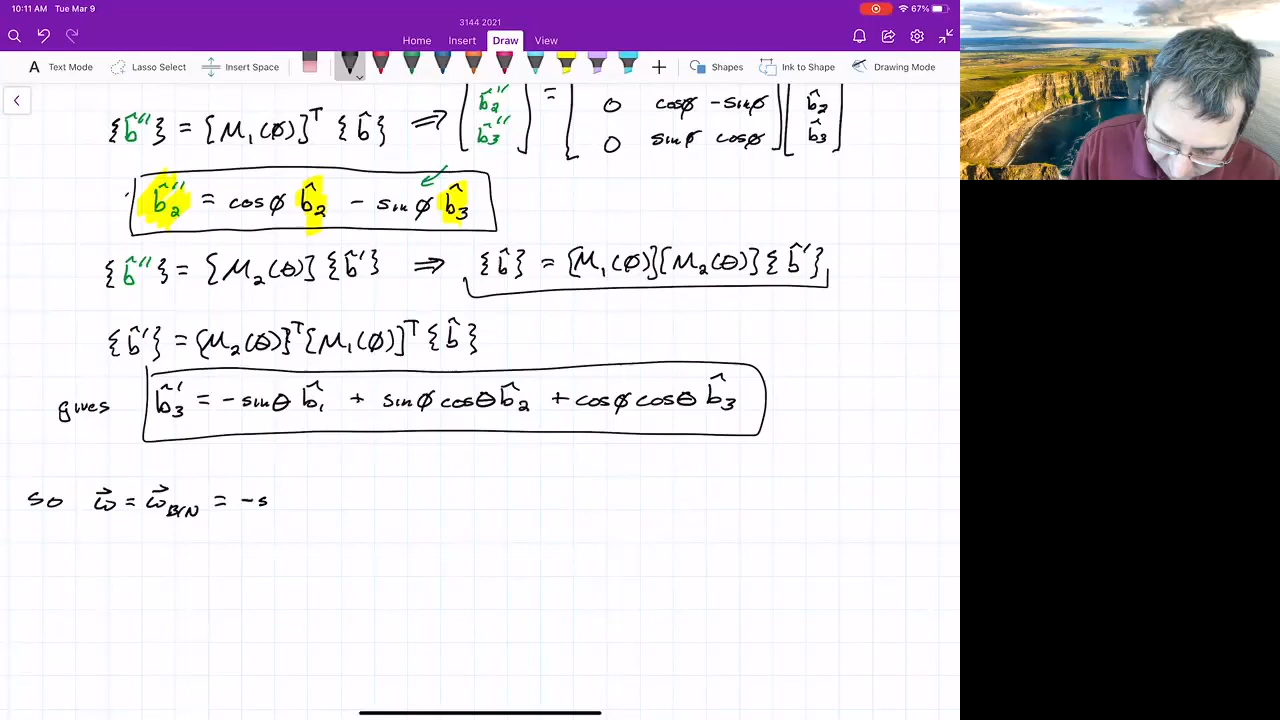 10:11 AM Tue Mar 9
67%
3144 2021
Home Insert Draw View
A Text Mode Lasso Select Insert Space Shapes Ink to Shape Drawing Mode
{b̂''} = [M₁(ϕ)]ᵀ {b̂} ⟹ [b̂₂'' b̂₃''] = [0 cosϕ -sinϕ
0 sinϕ cosϕ] [b̂₂ b̂₃]
b̂₂'' = cosϕ b̂₂ - sinϕ b̂₃
{b̂''} = [M₂(θ)] {b̂'} ⟹ {b̂} = [M₁(ϕ)][M₂(θ)]{b̂'}
{b̂'} = [M₂(θ)]ᵀ[M₁(ϕ)]ᵀ {b̂}
gives b̂₃' = -sinθ b̂₁ + sinϕ cosθ b̂₂ + cosϕ cosθ b̂₃
so ω⃗ = ω⃗_B/N = -s